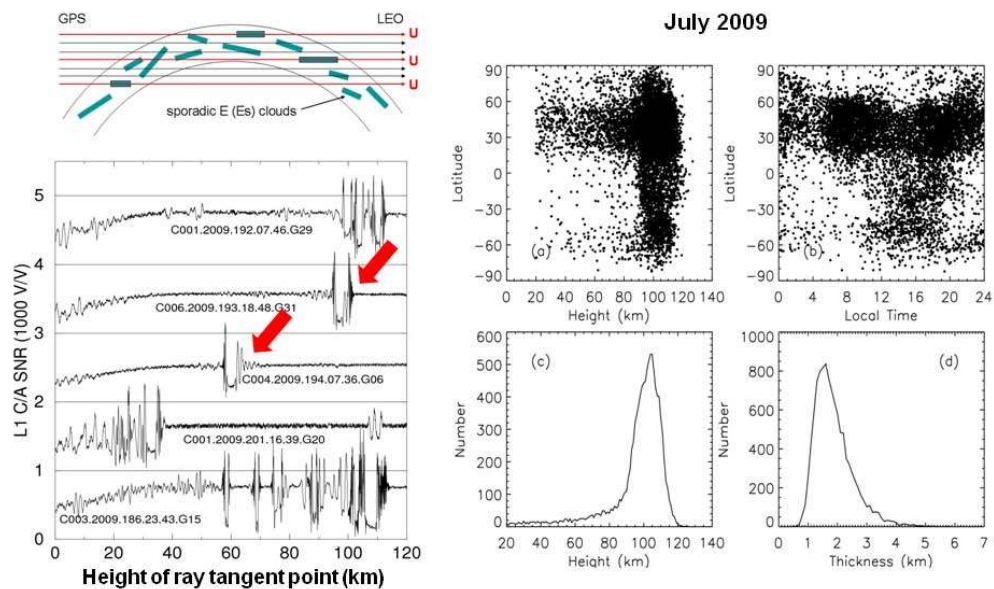 GPS
LEO
U
U
U
sporadic E (Es) clouds
L1 C/A SNR (1000 V/V)
5
4
3
2
1
0
C001.2009.192.07.46.G29
C006.2009.193.18.48.G31
C004.2009.194.07.36.G06
C001.2009.201.16.39.G20
C003.2009.186.23.43.G15
0 20 40 60 80 100 120
Height of ray tangent point (km)
July 2009
Latitude
90
60
30
0
-30
-60
-90
(a)
0 20 40 60 80 100 120 140
Height (km)
Latitude
90
60
30
0
-30
-60
-90
(b)
0 4 8 12 16 20 24
Local Time
Number
600
500
400
300
200
100
0
(c)
20 40 60 80 100 120 140
Height (km)
Number
1000
800
600
400
200
0
(d)
0 1 2 3 4 5 6 7
Thickness (km)